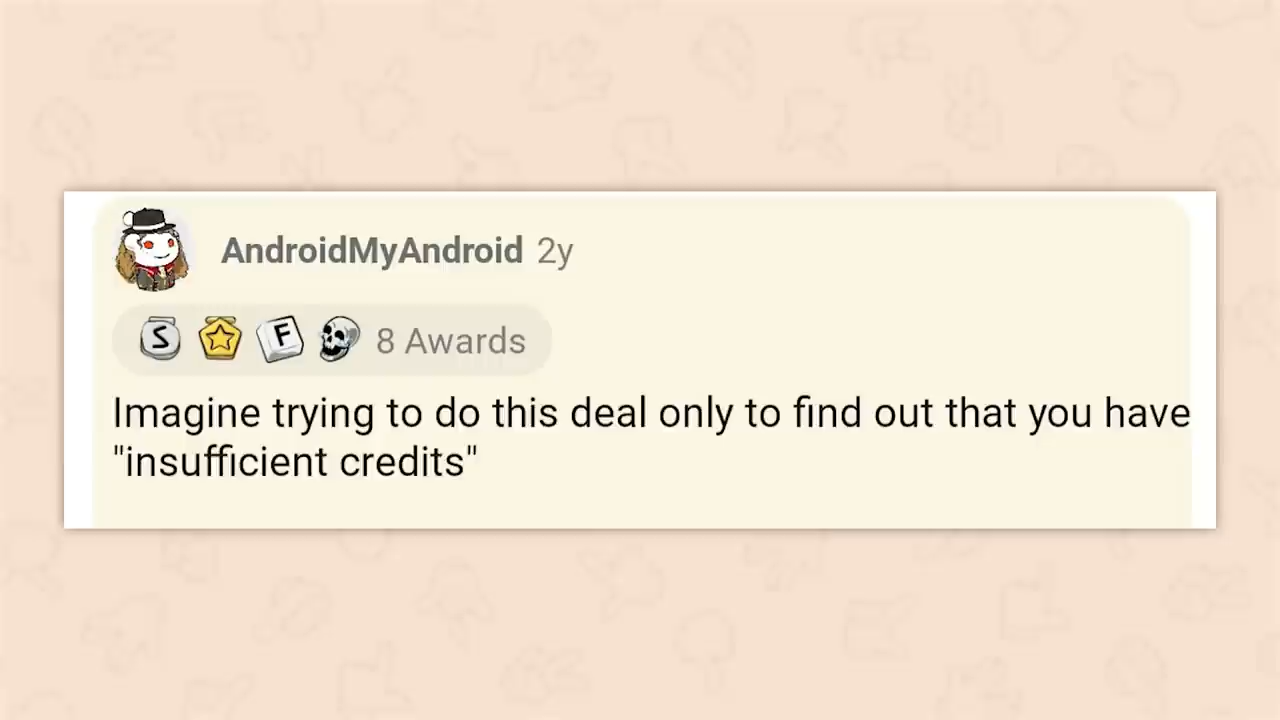 AndroidMyAndroid 2y
S F 8 Awards
Imagine trying to do this deal only to find out that you have
"insufficient credits"